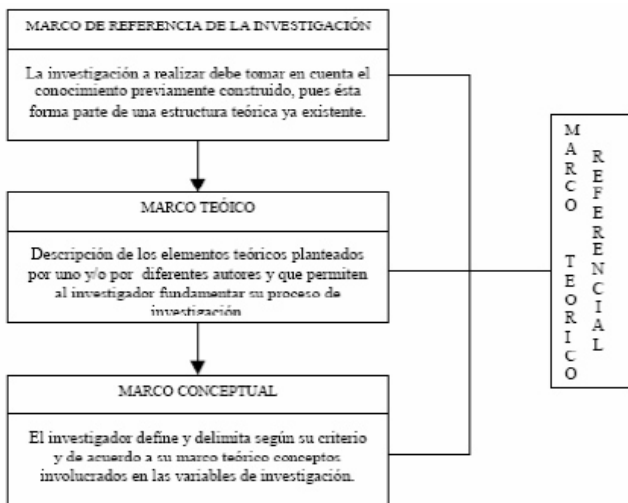 MARCO DE REFERENCIA DE LA INVESTIGACIÓN
La investigación a realizar debe tomar en cuenta el
conocimiento previamente construido, pues ésta
forma parte de una estructura teórica ya existente.
MARCO TEÓICO
Descripción de los elementos teóricos planteados
por uno y/o por diferentes autores y que permiten
al investigador fundamentar su proceso de
investigación
MARCO CONCEPTUAL
El investigador define y delimita según su criterio
y de acuerdo a su marco teórico conceptos
involucrados en las variables de investigación.
MARCO TEORICO
REFERENCIAL